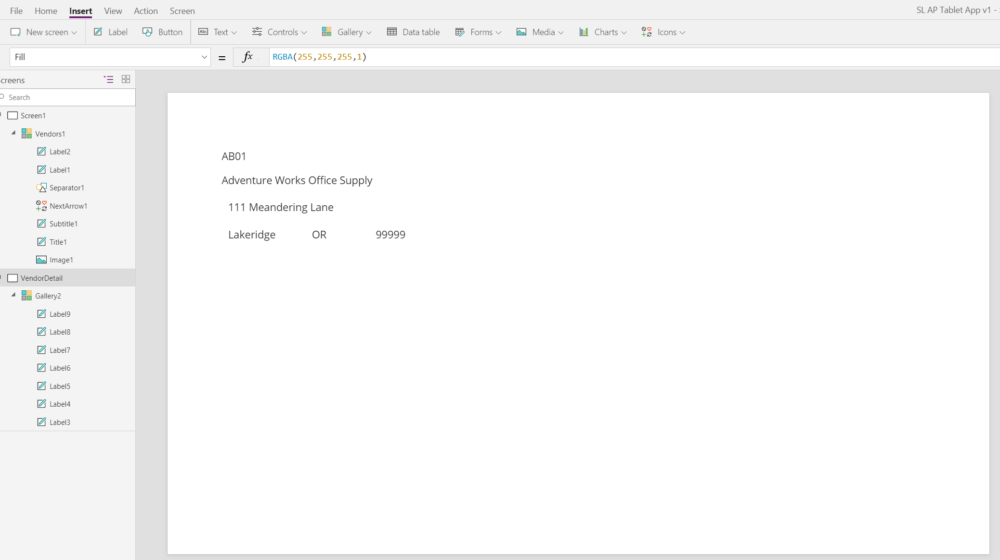 File Home Insert View Action Screen SL AP Tablet App v1 -
New screen Label Button Abc Text Controls Gallery Data table Forms Media Charts Icons
Fill = fx RGBA(255,255,255,1)
creens
Search
Screen1
Vendors1
Label2
Label1
Separator1
NextArrow1
Subtitle1
Title1
Image1
VendorDetail
Gallery2
Label9
Label8
Label7
Label6
Label5
Label4
Label3
AB01
Adventure Works Office Supply
111 Meandering Lane
Lakeridge OR 99999